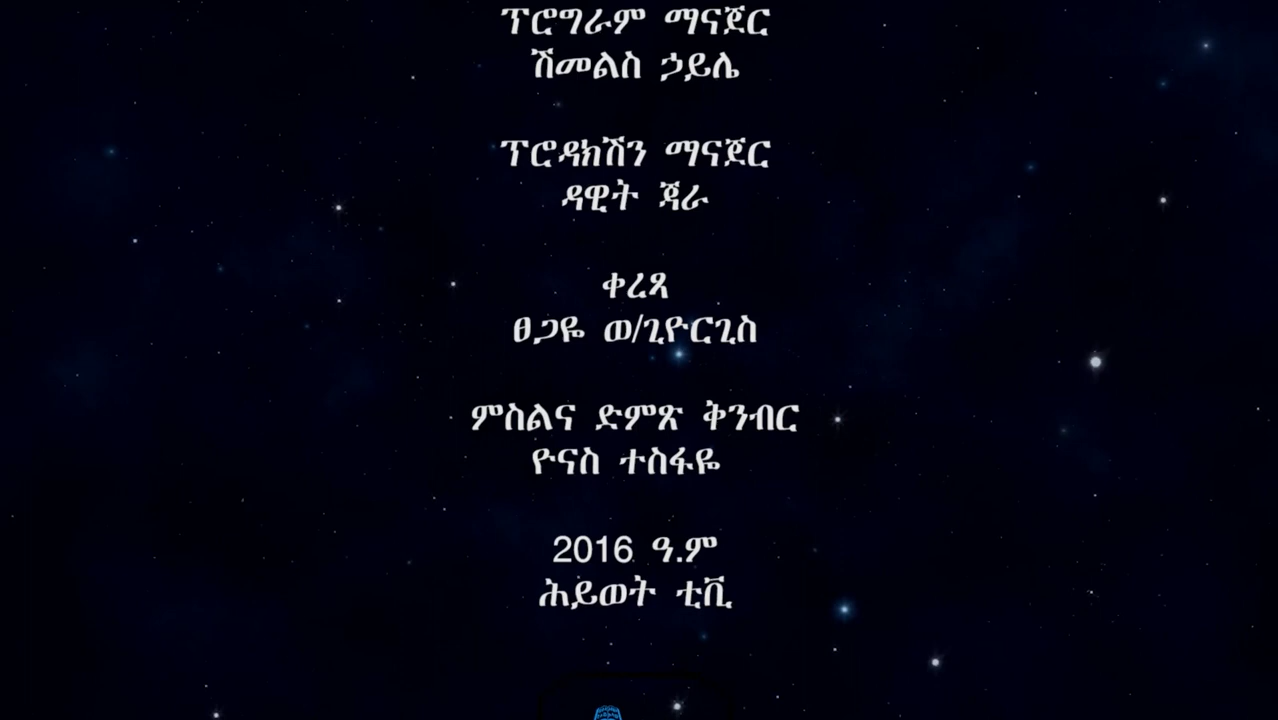 ፕሮግራም ማናጀር
ሽመልስ ኃይሌ
ፕሮዳክሽን ማናጀር
ዳዊት ጃራ
ቀረጻ
ፀጋዬ ወ/ጊዮርጊስ
ምስልና ድምጽ ቅንብር
ዮናስ ተስፋዬ
2016 ዓ.ም
ሕይወት ቲቪ